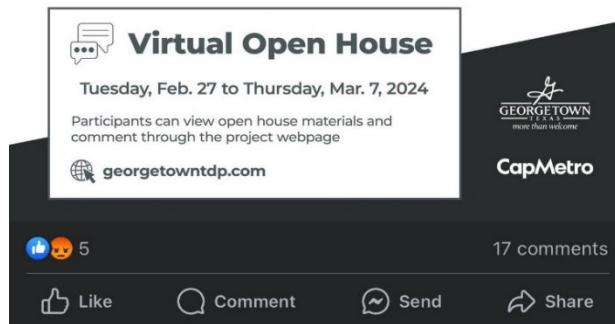 Virtual Open House
Tuesday, Feb. 27 to Thursday, Mar. 7, 2024
Participants can view open house materials and
comment through the project webpage
georgetowntdp.com
GEORGETOWN
TEXAS
more than welcome
CapMetro
5
17 comments
Like
Comment
Send
Share